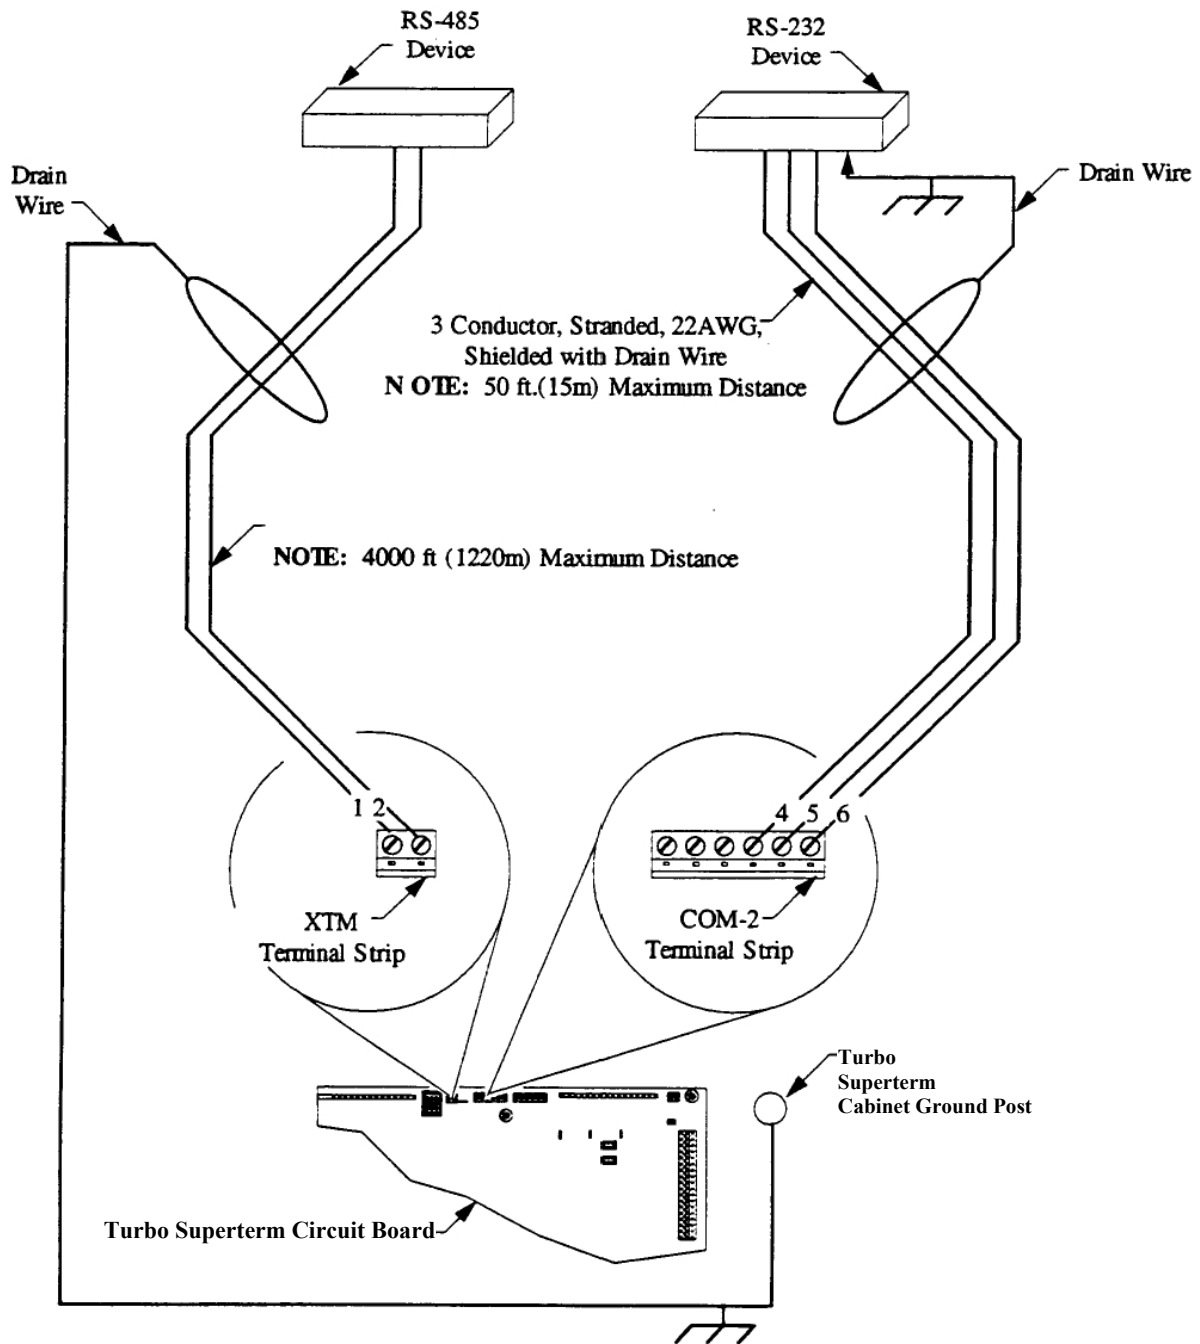 RS-485
Device
RS-232
Device
Drain
Wire
Drain Wire
3 Conductor, Stranded, 22AWG,
Shielded with Drain Wire
NOTE: 50 ft.(15m) Maximum Distance
NOTE: 4000 ft (1220m) Maximum Distance
1 2
4 5 6
XTM
Terminal Strip
COM-2
Terminal Strip
Turbo
Superterm
Cabinet Ground Post
Turbo Superterm Circuit Board